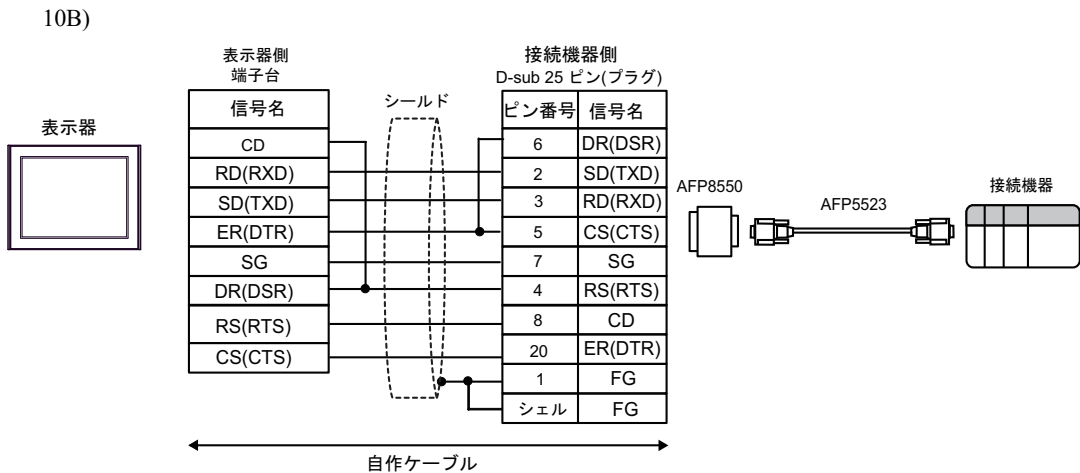 10B)
表示器側
端子台
接続機器側
D-sub 25 ピン(プラグ)
表示器
信号名
シールド
ピン番号 信号名
CD
6 DR(DSR)
RD(RXD)
2 SD(TXD)
SD(TXD)
3 RD(RXD)
ER(DTR)
5 CS(CTS)
SG
7 SG
DR(DSR)
4 RS(RTS)
RS(RTS)
8 CD
CS(CTS)
20 ER(DTR)
1 FG
シェル FG
AFP8550
AFP5523
接続機器
自作ケーブル